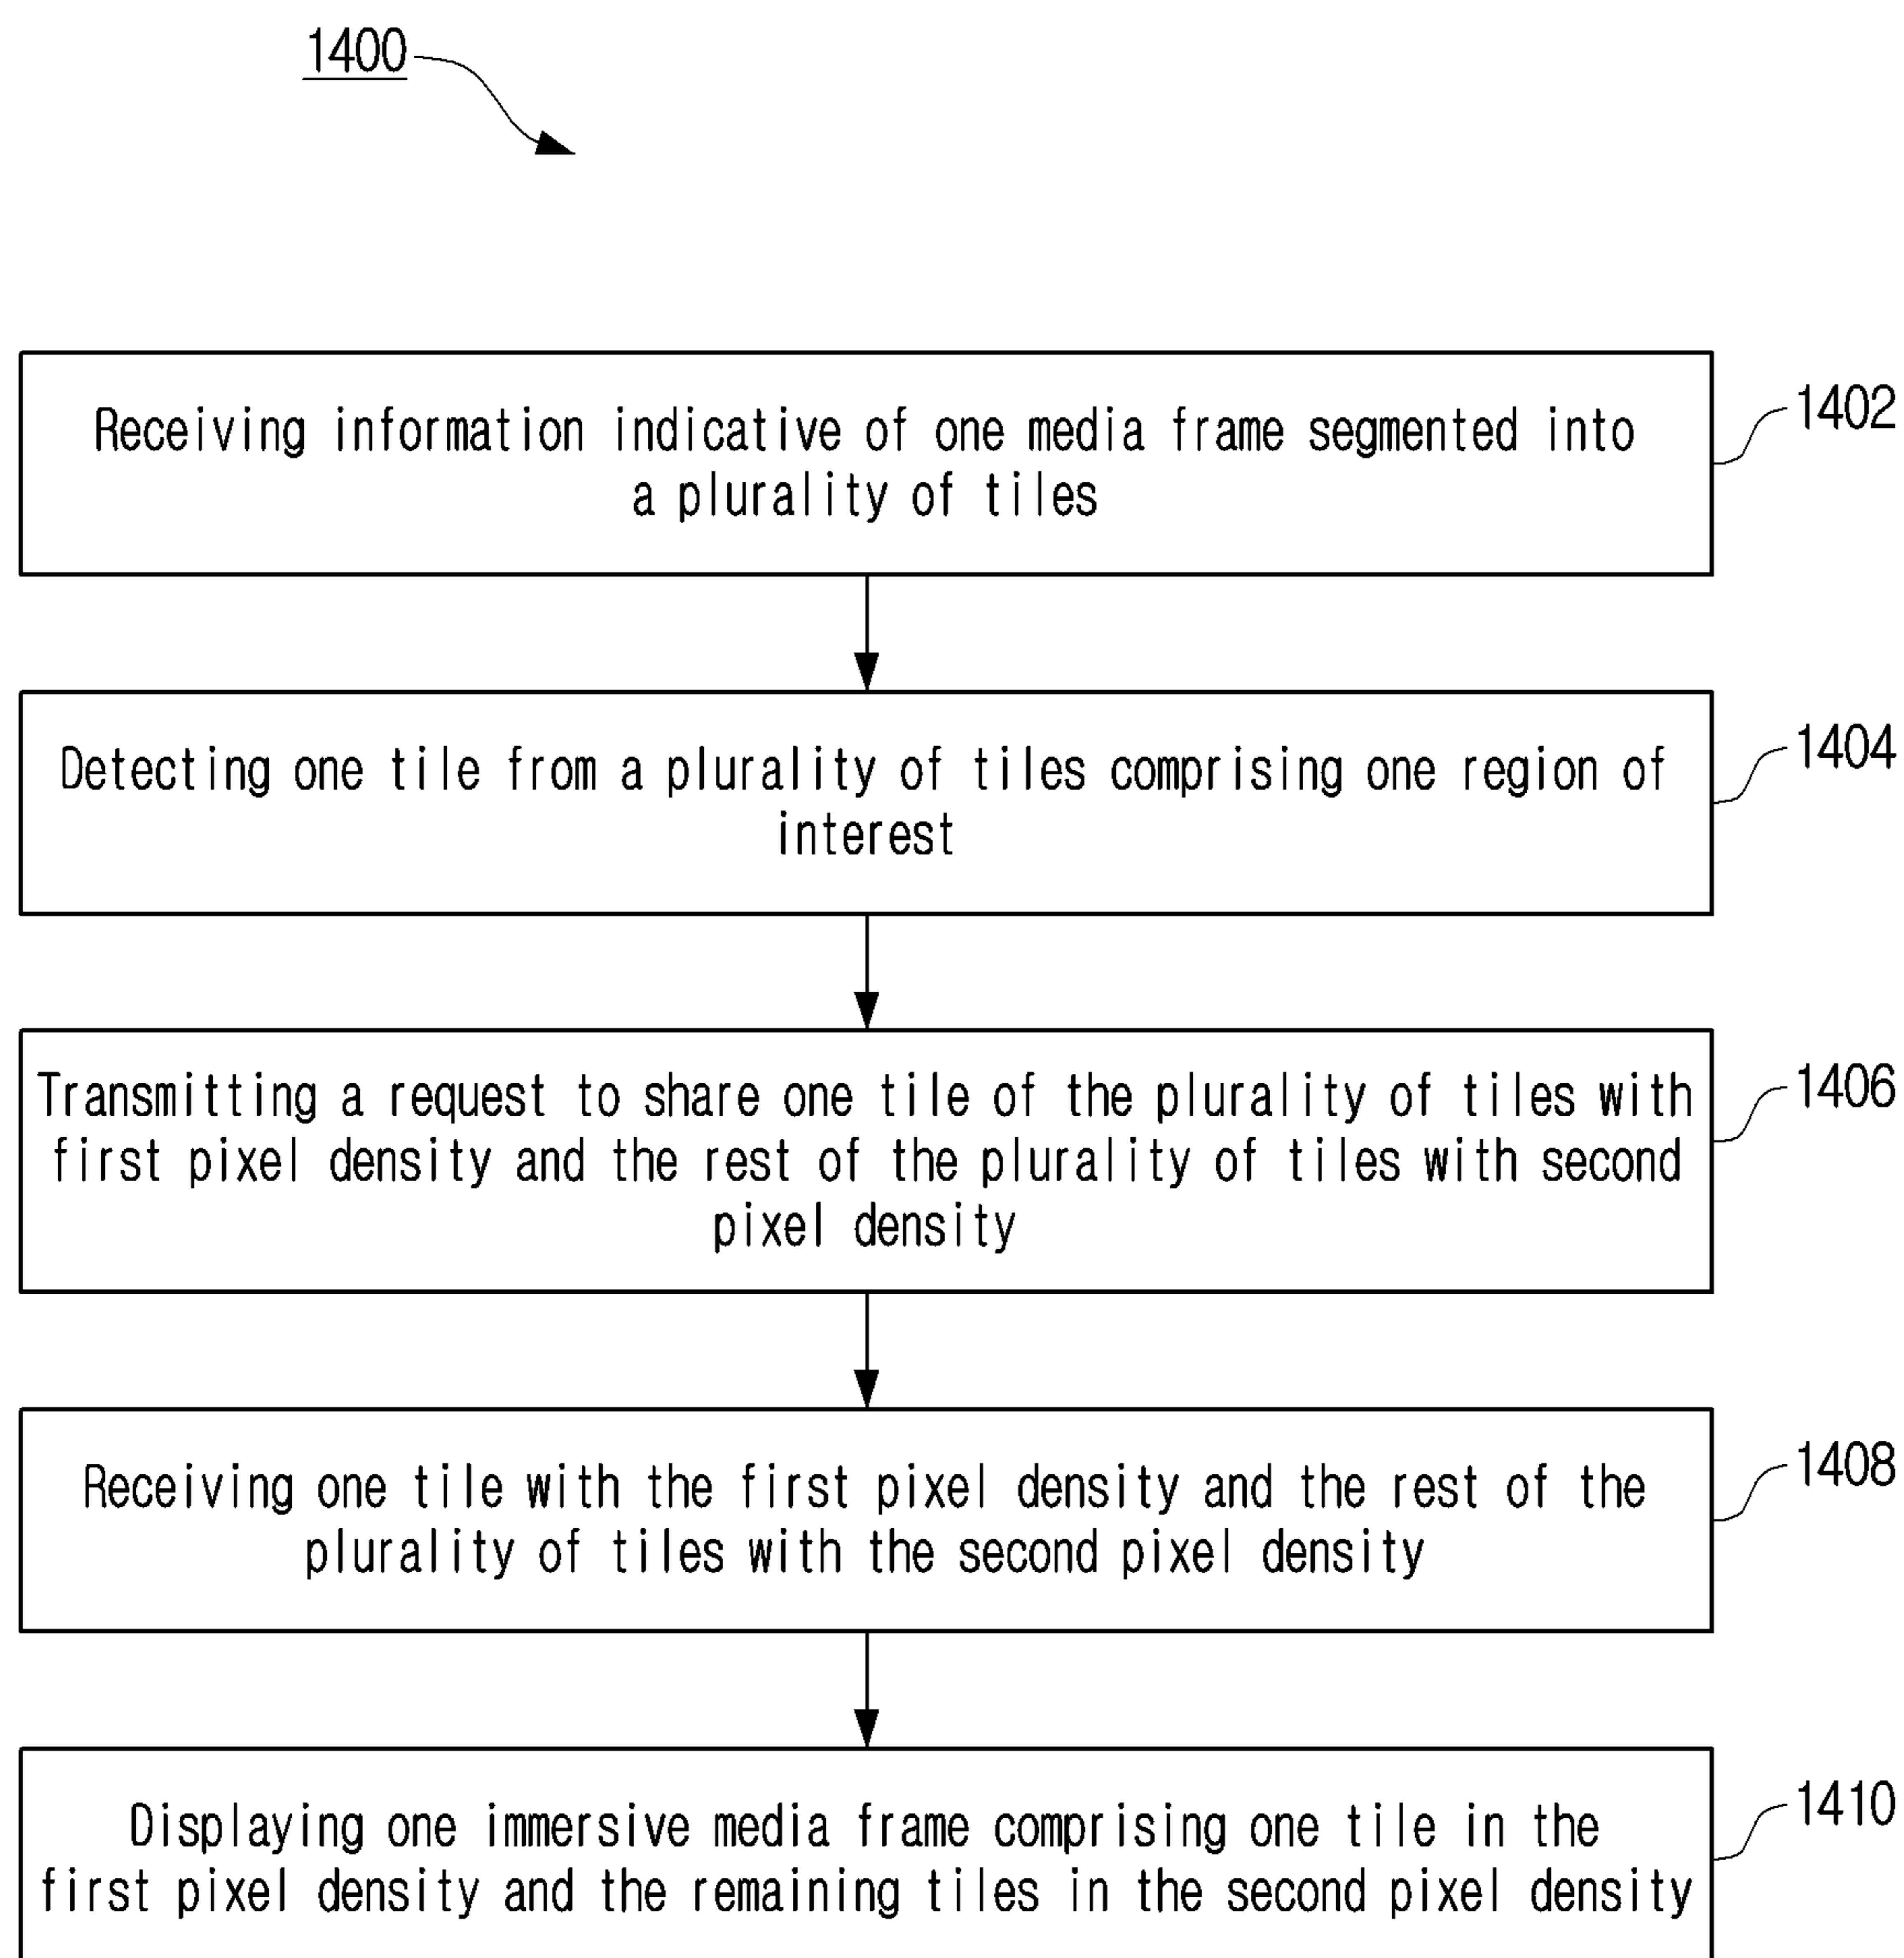 1400
Receiving information indicative of one media frame segmented into
a plurality of tiles
1402
Detecting one tile from a plurality of tiles comprising one region of
interest
1404
Transmitting a request to share one tile of the plurality of tiles with
first pixel density and the rest of the plurality of tiles with second
pixel density
1406
Receiving one tile with the first pixel density and the rest of the
plurality of tiles with the second pixel density
1408
Displaying one immersive media frame comprising one tile in the
first pixel density and the remaining tiles in the second pixel density
1410